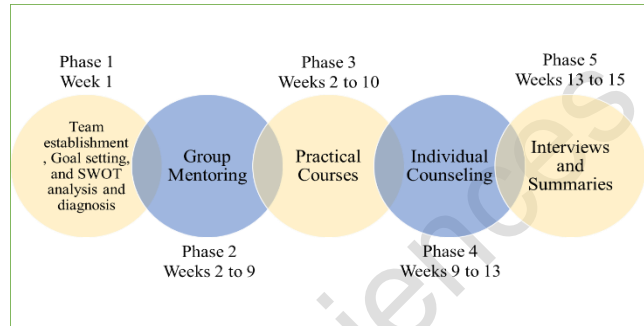 Phase 1
Week 1
Team
establishment
, Goal setting,
and SWOT
analysis and
diagnosis
Group
Mentoring
Phase 2
Weeks 2 to 9
Phase 3
Weeks 2 to 10
Practical
Courses
Individual
Counseling
Phase 4
Weeks 9 to 13
Phase 5
Weeks 13 to 15
Interviews
and
Summaries
iences